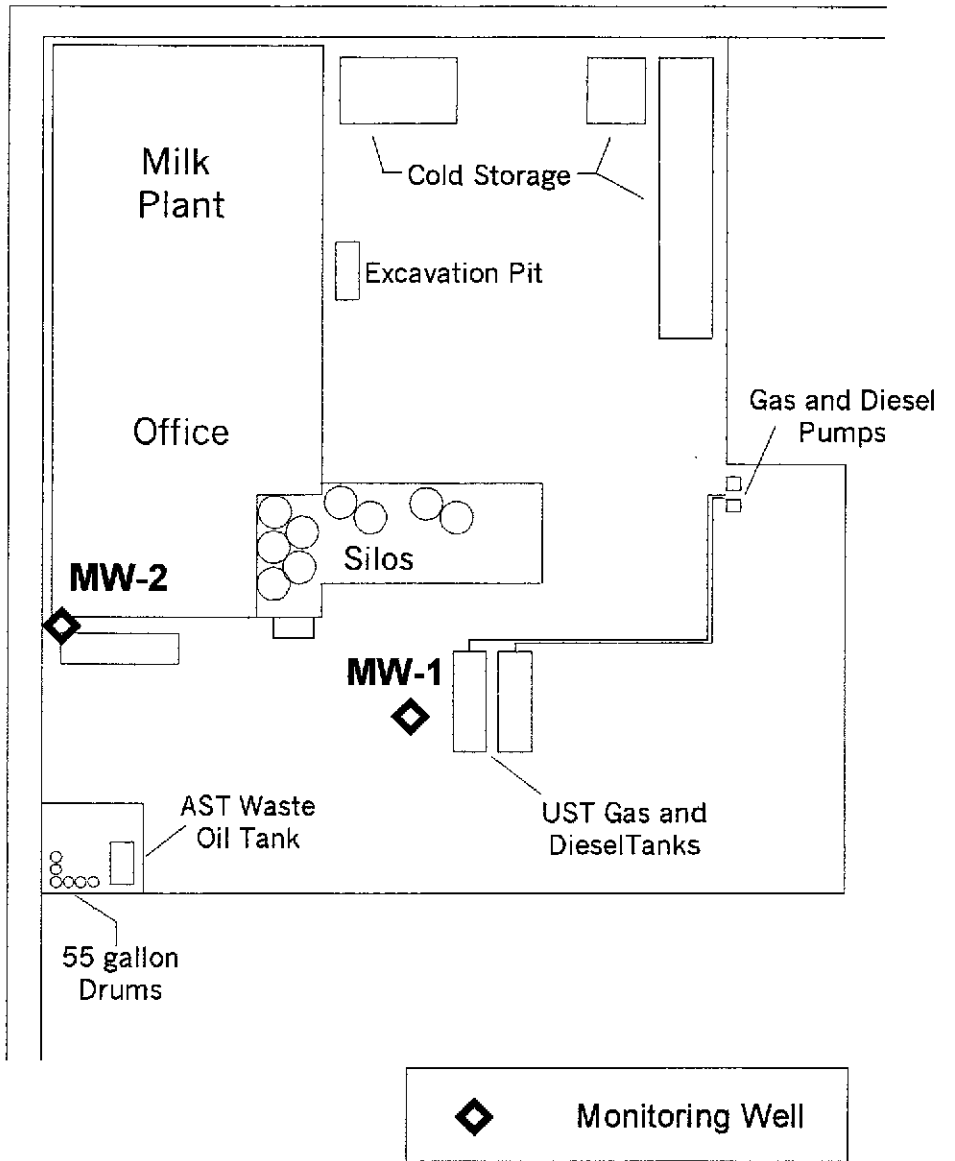 Milk
Plant
Cold Storage
Excavation Pit
Office
Gas and Diesel
Pumps
Silos
MW-2
MW-1
AST Waste
Oil Tank
UST Gas and
DieselTanks
55 gallon
Drums
Monitoring Well